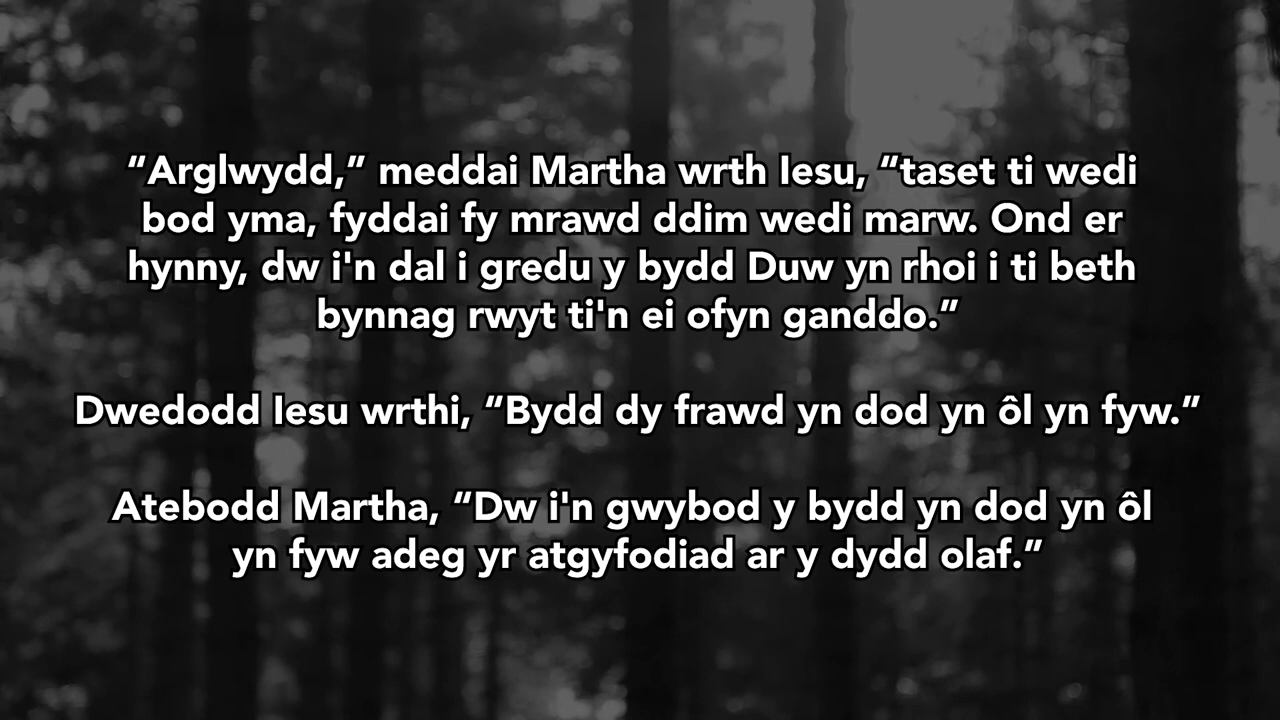 “Arglwydd,” meddai Martha wrth Iesu, “taset ti wedi
bod yma, fyddai fy mrawd ddim wedi marw. Ond er
hynny, dw i'n dal i gredu y bydd Duw yn rhoi i ti beth
bynnag rwyt ti'n ei ofyn ganddo.”
Dwedodd Iesu wrthi, “Bydd dy frawd yn dod yn ôl yn fyw.”
Atebodd Martha, “Dw i'n gwybod y bydd yn dod yn ôl
yn fyw adeg yr atgyfodiad ar y dydd olaf.”